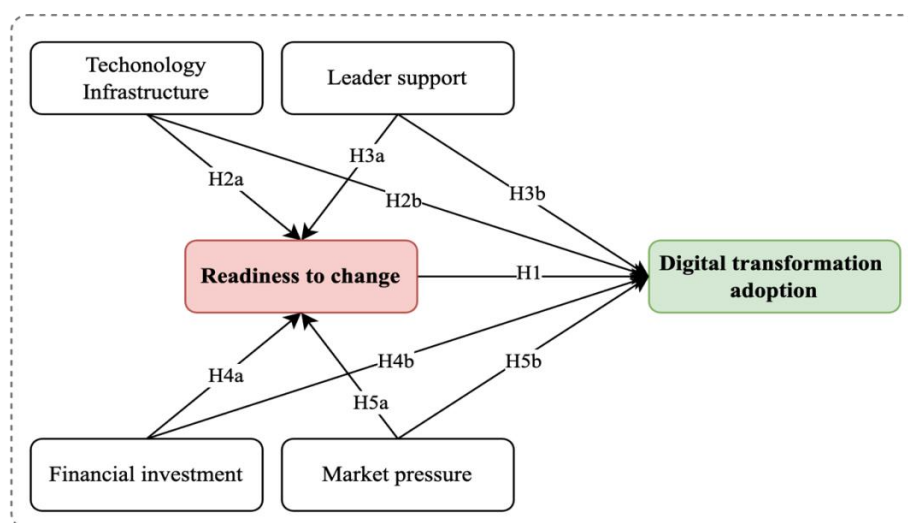 Techonology
Infrastructure
Leader support
H3a
H2a
H2b
H3b
Readiness to change
H1
Digital transformation
adoption
H4b
H5b
H4a
H5a
Financial investment
Market pressure